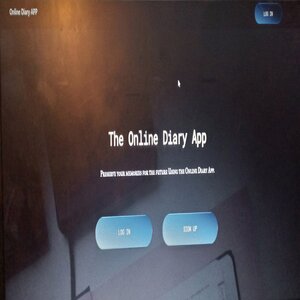 Online Diary APP
LOG IN
The Online Diary App
Preserve your memories for the future Using the Online Diary App.
LOG IN
SIGN UP